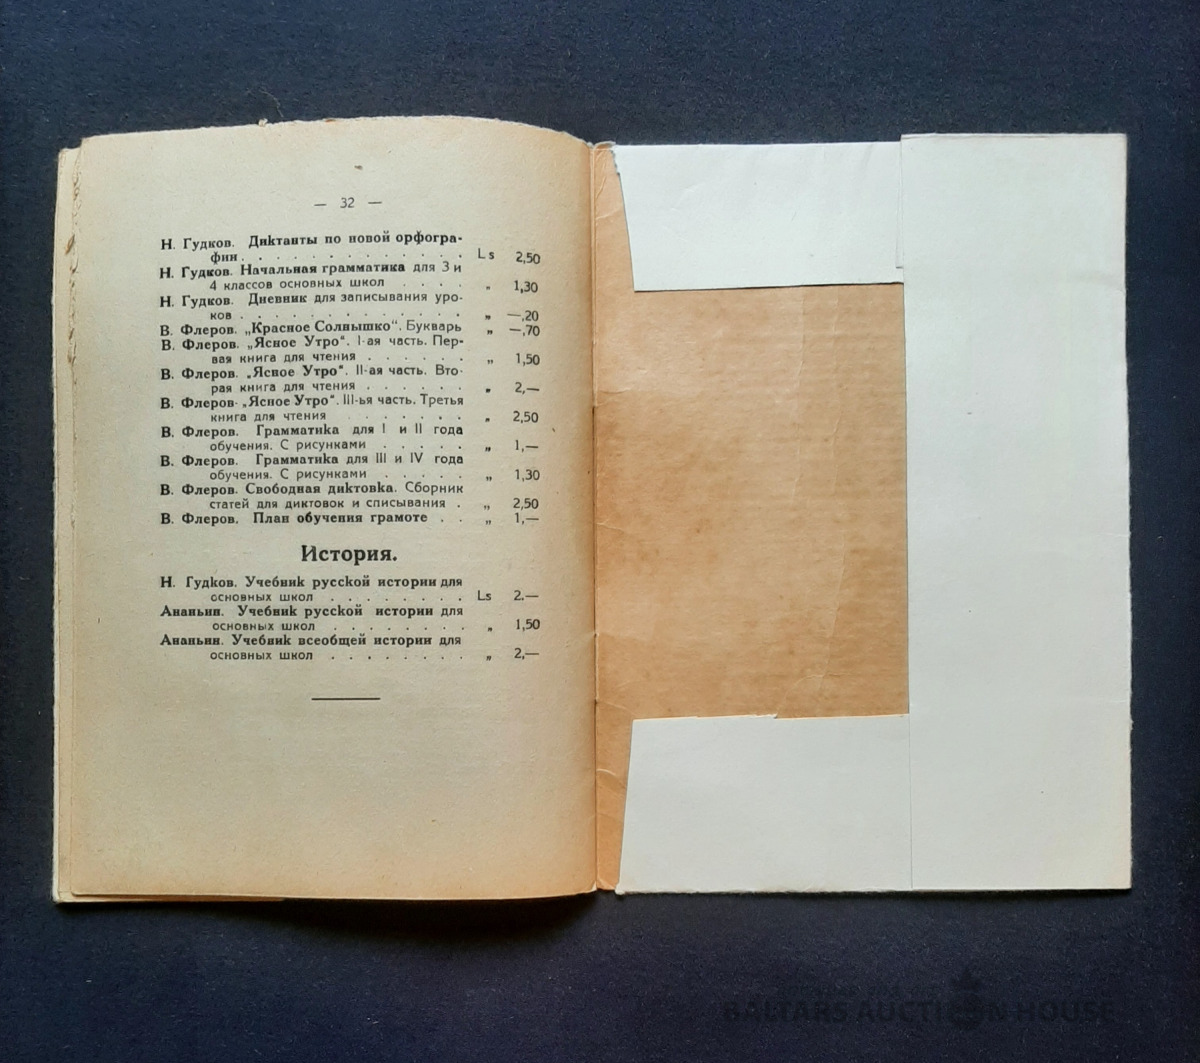 — 32 —
Н. Гудков. Диктанты по новой орфогра-
фии . . . . . . . . . . . . . Ls 2,50
Н. Гудков. Начальная грамматика для 3 и
4 классов основных школ . . . . „ 1,30
Н. Гудков. Дневник для записывания уро-
ков . . . . . . . . . . . . . „ —,20
В. Флеров. „Красное Солнышко“. Букварь „ —,70
В. Флеров. „Ясное Утро“. I-ая часть. Пер-
вая книга для чтения . . . . . . „ 1,50
В. Флеров. „Ясное Утро“. II-ая часть. Вто-
рая книга для чтения . . . . . . „ 2,—
В. Флеров. „Ясное Утро“. III-ья часть. Третья
книга для чтения . . . . . . . „ 2,50
В. Флеров. Грамматика для I и II года
обучения. С рисунками . . . . . „ 1,—
В. Флеров. Грамматика для III и IV года
обучения. С рисунками . . . . . „ 1,30
В. Флеров. Свободная диктовка. Сборник
статей для диктовок и списывания . „ 2,50
В. Флеров. План обучения грамоте . . „ 1,—
История.
Н. Гудков. Учебник русской истории для
основных школ . . . . . . . . Ls 2.—
Ананьин. Учебник русской истории для
основных школ . . . . . . . . „ 1,50
Ананьин. Учебник всеобщей истории для
основных школ . . . . . . . . „ 2,—
BALTARS AUCTION HOUSE